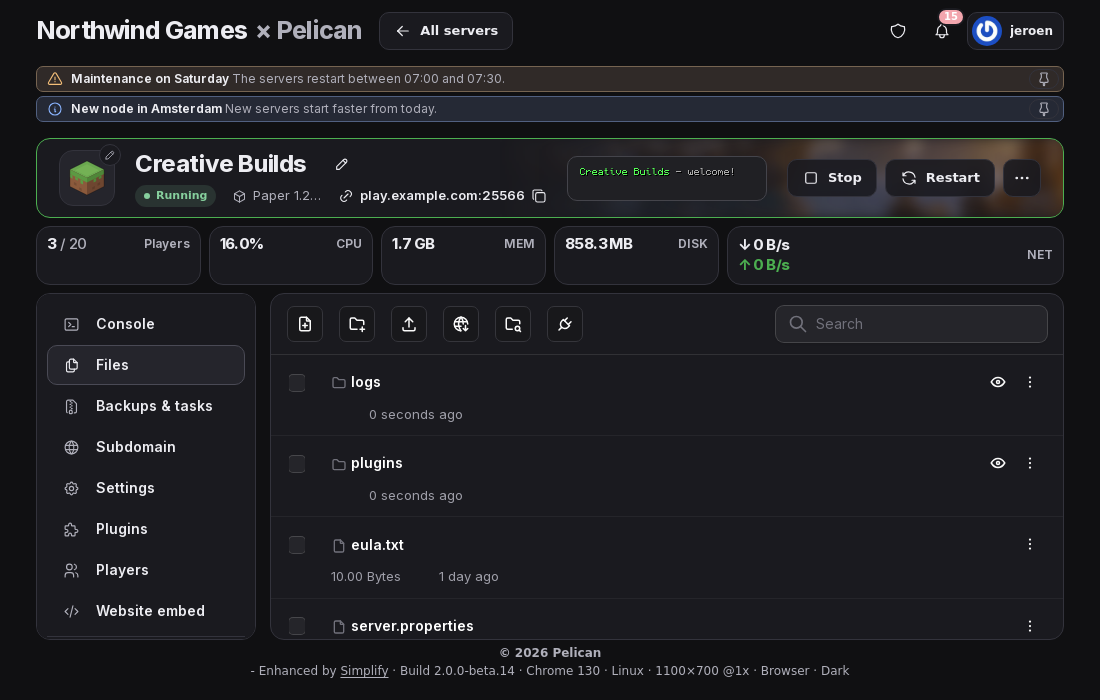 Northwind Games × Pelican
All servers
15
jeroen
Maintenance on Saturday The servers restart between 07:00 and 07:30.
New node in Amsterdam New servers start faster from today.
Creative Builds
Running
Paper 1.2…
play.example.com:25566
Creative Builds – welcome!
Stop
Restart
3 / 20 Players
16.0% CPU
1.7 GB MEM
858.3MB DISK
↓ 0 B/s
↑ 0 B/s
NET
Console
Files
Backups & tasks
Subdomain
Settings
Plugins
Players
Website embed
Search
logs
0 seconds ago
plugins
0 seconds ago
eula.txt
10.00 Bytes 1 day ago
server.properties
© 2026 Pelican
- Enhanced by Simplify · Build 2.0.0-beta.14 · Chrome 130 · Linux · 1100×700 @1x · Browser · Dark